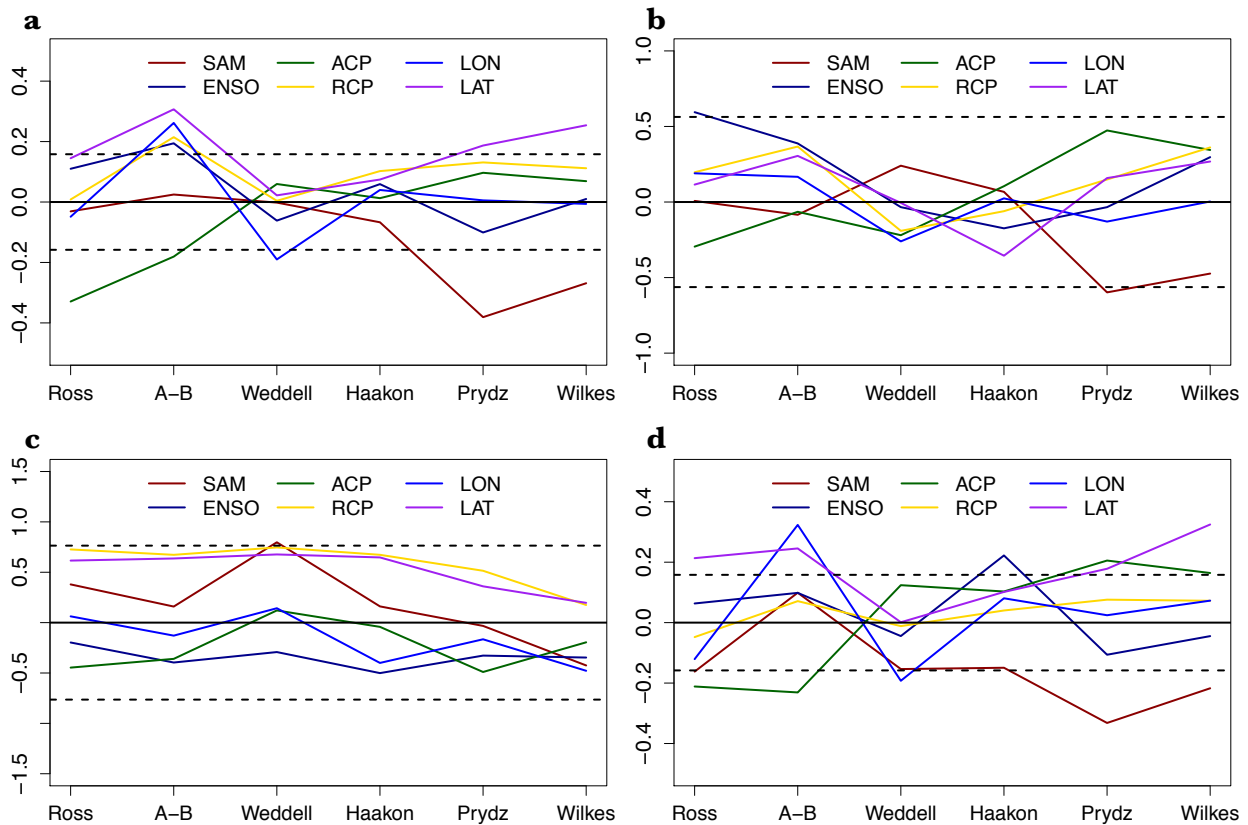 a
SAM ACP LON
ENSO RCP LAT
0.4
0.2
0.0
−0.2
−0.4
Ross A−B Weddell Haakon Prydz Wilkes
b
SAM ACP LON
ENSO RCP LAT
1.0
0.5
0.0
−0.5
−1.0
Ross A−B Weddell Haakon Prydz Wilkes
c
SAM ACP LON
ENSO RCP LAT
1.5
1.0
0.5
−0.5
−1.5
Ross A−B Weddell Haakon Prydz Wilkes
d
SAM ACP LON
ENSO RCP LAT
0.4
0.2
0.0
−0.2
−0.4
Ross A−B Weddell Haakon Prydz Wilkes